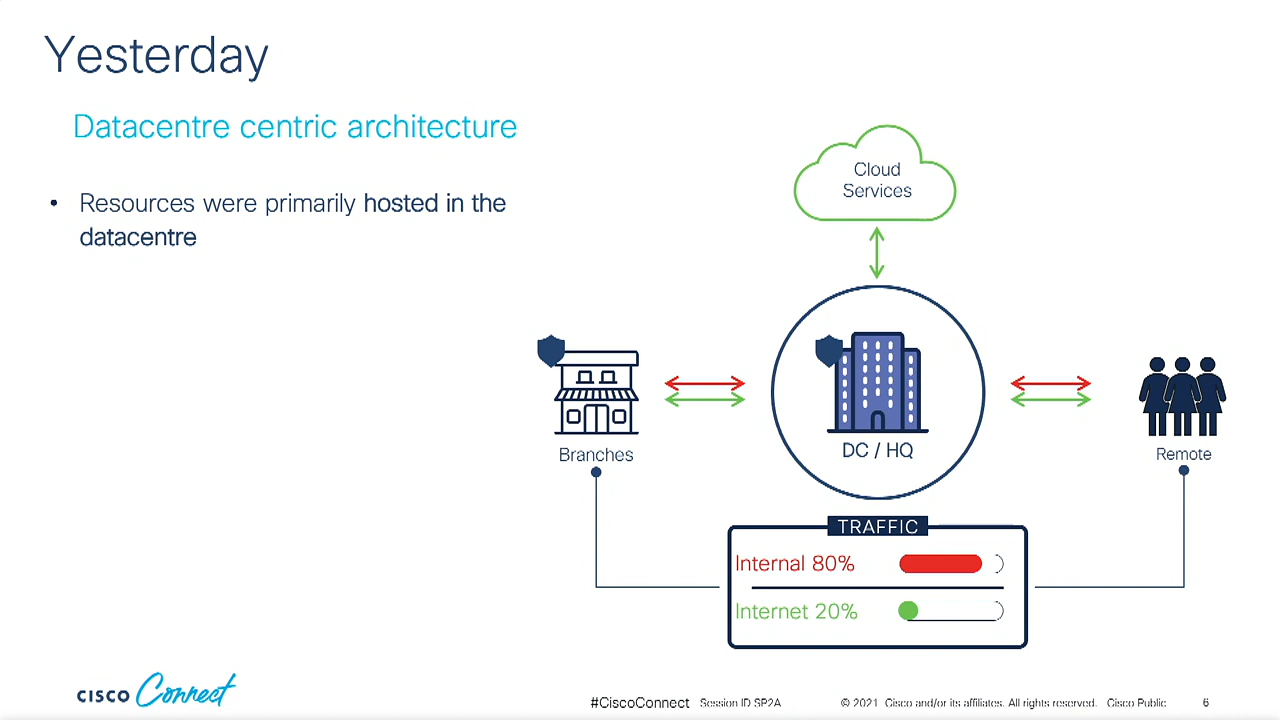 Yesterday
Datacentre centric architecture
• Resources were primarily hosted in the
datacentre
Cloud
Services
Branches
DC / HQ
Remote
TRAFFIC
Internal 80%
Internet 20%
CISCO Connect
#CiscoConnect Session ID SP2A © 2021 Cisco and/or its affiliates. All rights reserved. Cisco Public 6